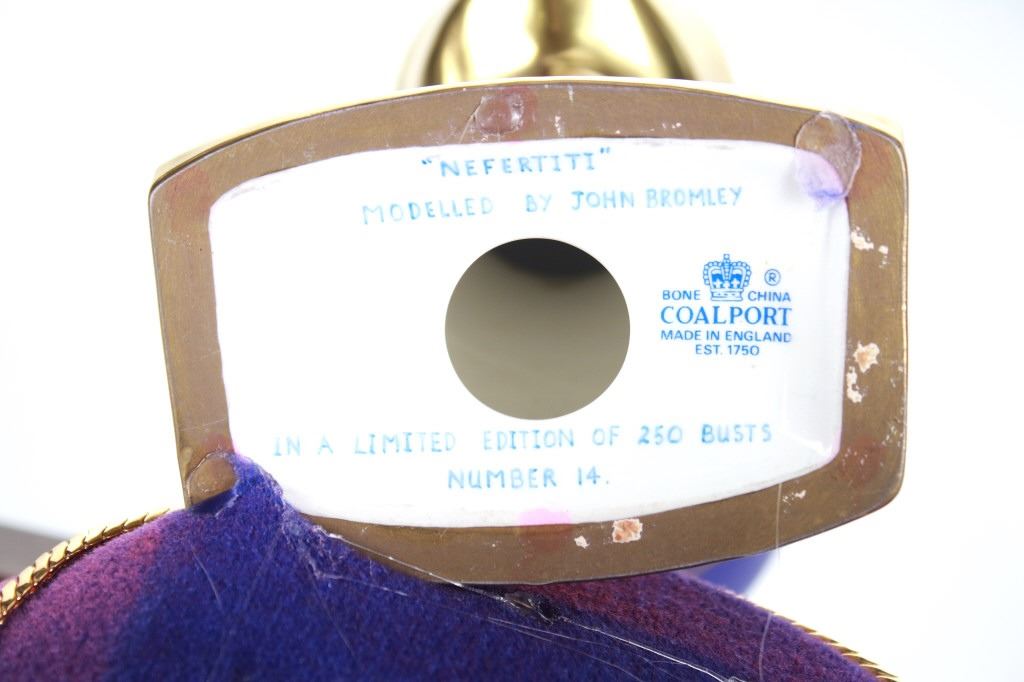 "NEFERTITI"
MODELLED BY JOHN BROMLEY
®
BONE CHINA
COALPORT
MADE IN ENGLAND
EST. 1750
IN A LIMITED EDITION OF 250 BUSTS
NUMBER 14.